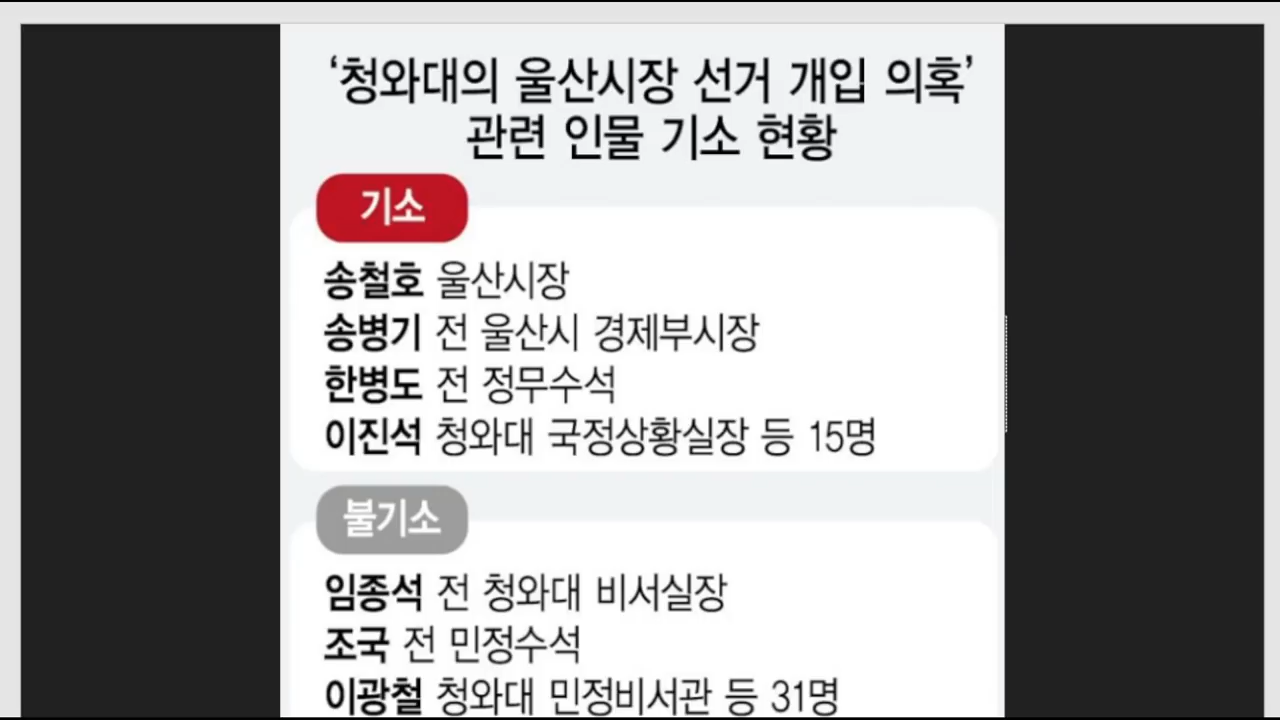 ‘청와대의 울산시장 선거 개입 의혹’
관련 인물 기소 현황
기소
송철호 울산시장
송병기 전 울산시 경제부시장
한병도 전 정무수석
이진석 청와대 국정상황실장 등 15명
불기소
임종석 전 청와대 비서실장
조국 전 민정수석
이광철 청와대 민정비서관 등 31명